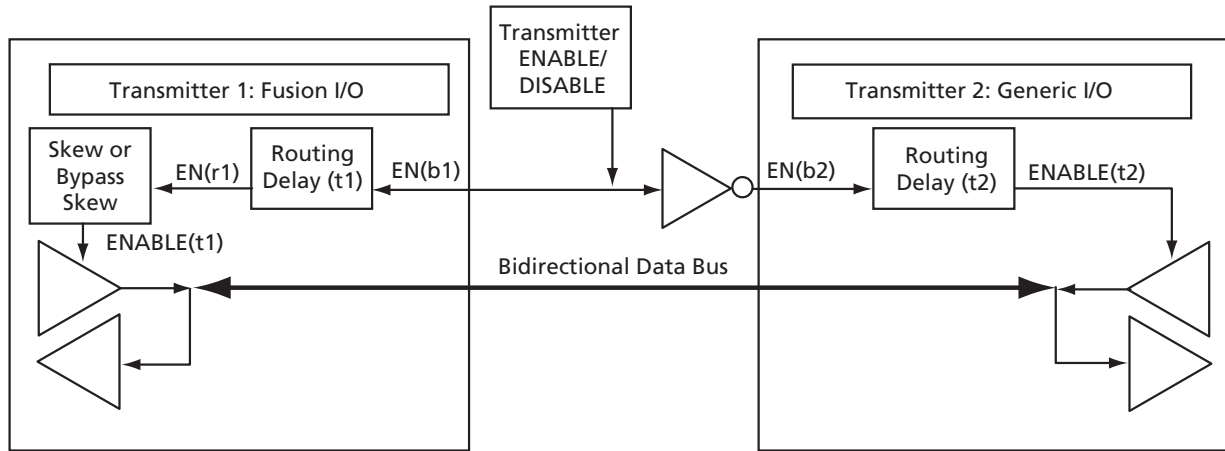 Transmitter
ENABLE/
DISABLE
Transmitter 1: Fusion I/O
Transmitter 2: Generic I/O
Skew or
Bypass
Skew
EN(r1)
Routing
Delay (t1)
EN(b1)
EN(b2)
Routing
Delay (t2)
ENABLE(t2)
ENABLE(t1)
Bidirectional Data Bus